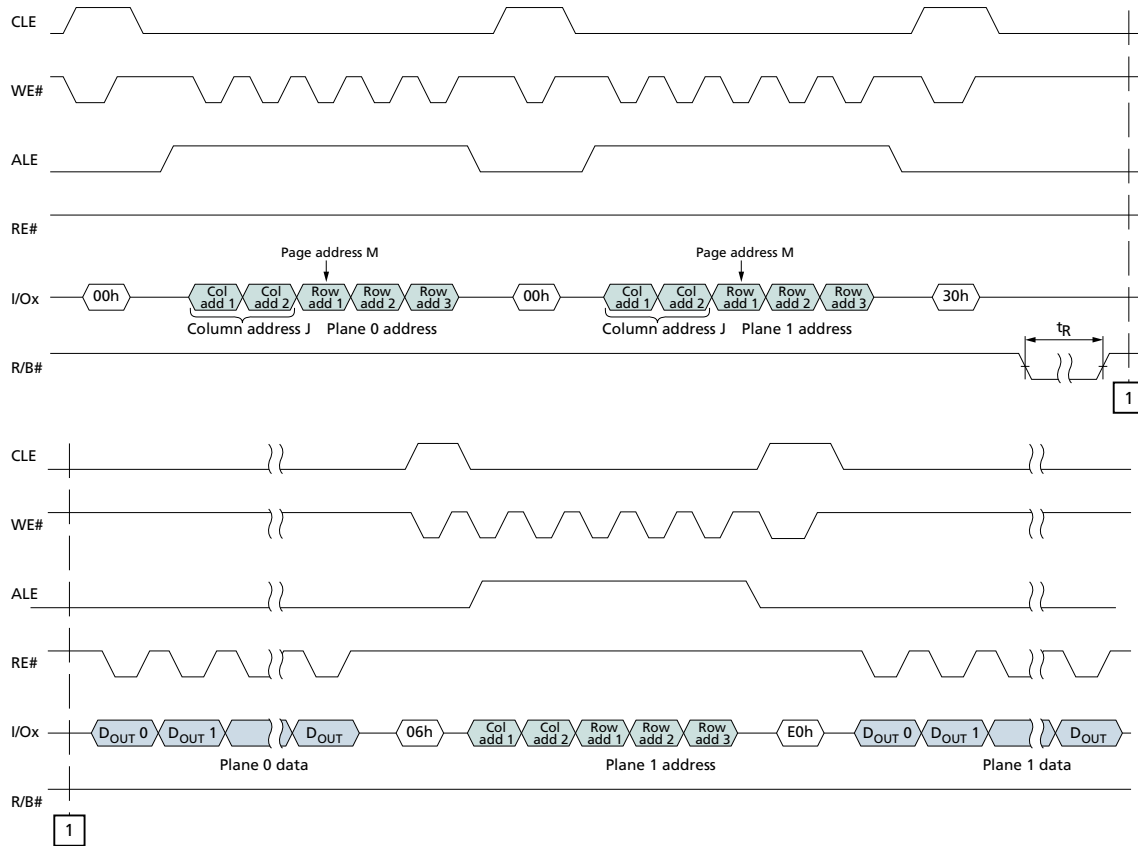 CLE
WE#
ALE
RE#
Page address M
Page address M
I/Ox
00h
Col add 1
Col add 2
Row add 1
Row add 2
Row add 3
00h
Col add 1
Col add 2
Row add 1
Row add 2
Row add 3
30h
Column address J
Plane 0 address
Column address J
Plane 1 address
tR
R/B#
1
CLE
WE#
ALE
RE#
I/Ox
DOUT 0
DOUT 1
DOUT
06h
Col add 1
Col add 2
Row add 1
Row add 2
Row add 3
E0h
DOUT 0
DOUT 1
DOUT
Plane 0 data
Plane 1 address
Plane 1 data
R/B#
1